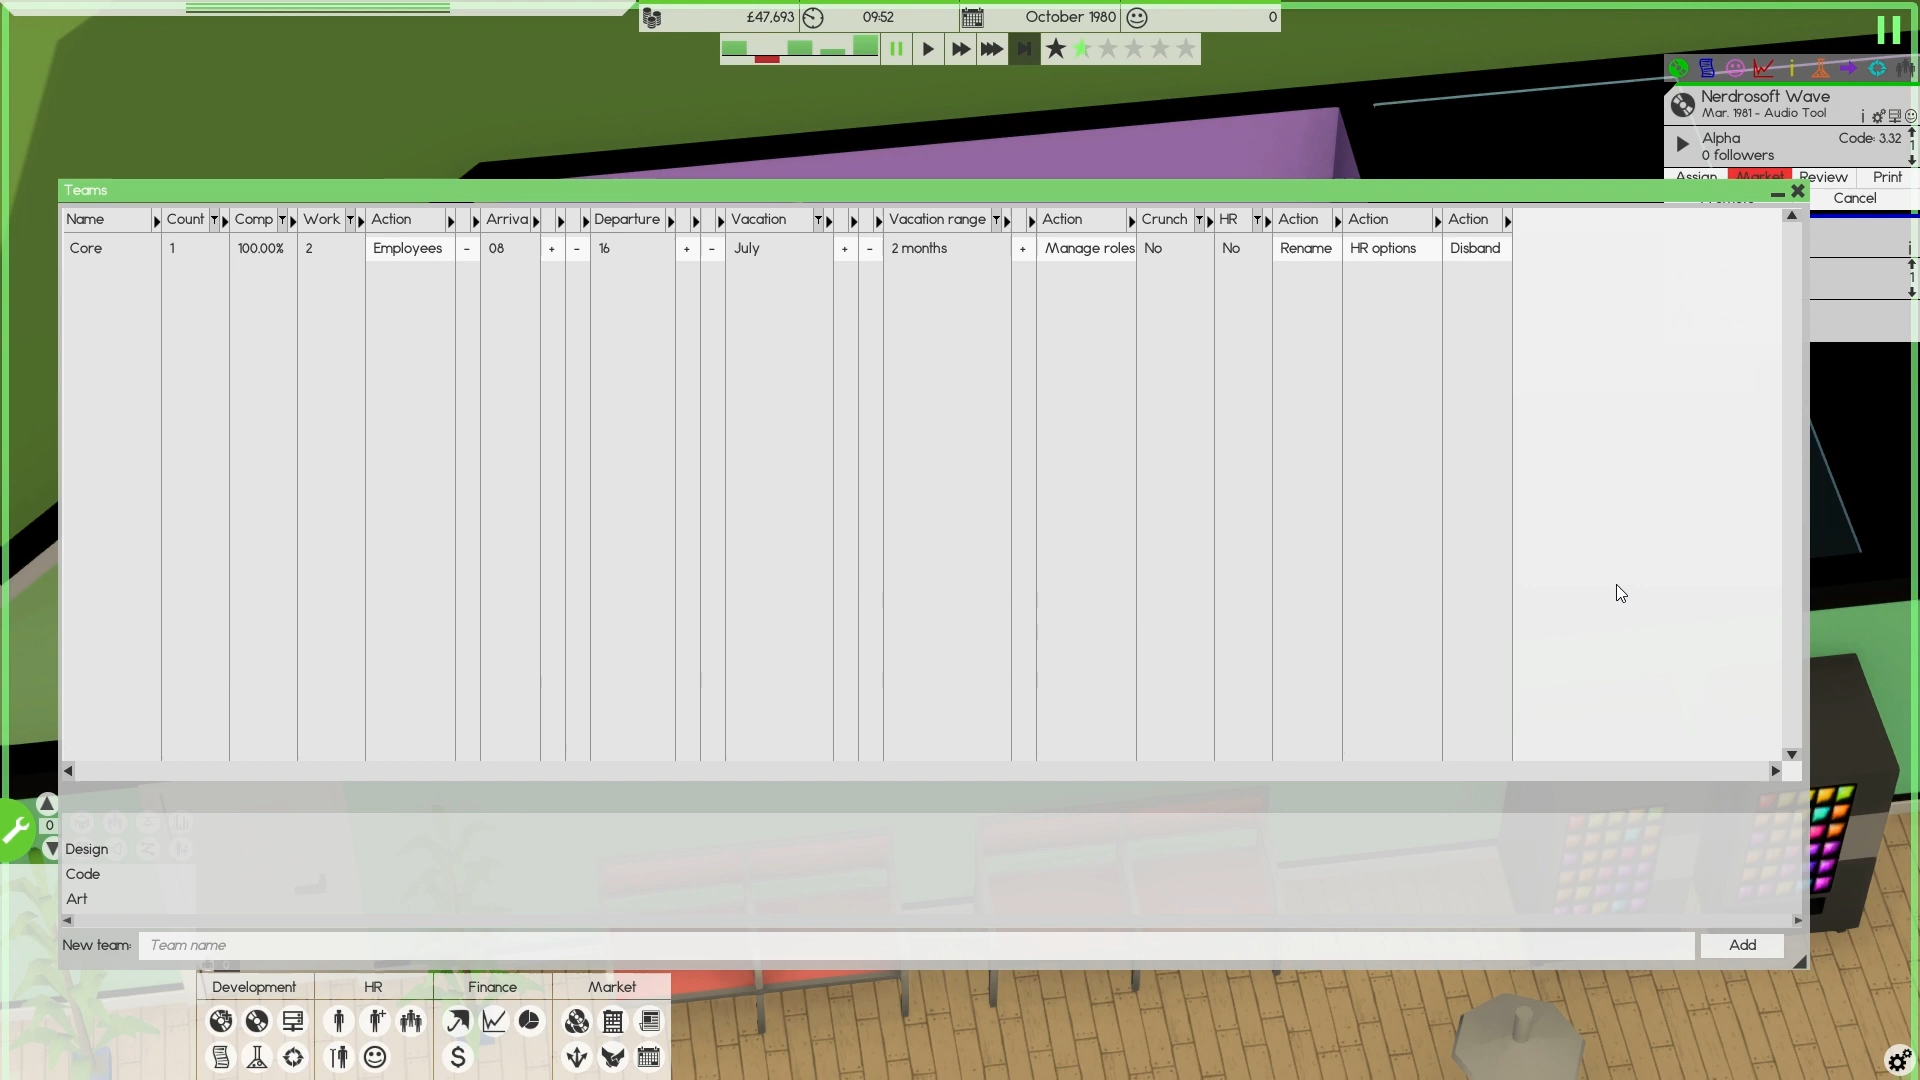 £47,693 09:52 October 1980 0
Nerdrosoft Wave
Mar. 1981 - Audio Tool
Alpha Code: 3.32
0 followers
1
Assign Market Review Print
Cancel
1
Teams
Name Count Comp Work Action Arriva Departure Vacation Vacation range Action Crunch HR Action Action Action
Core 1 100.00% 2 Employees - 08 + - 16 + - July + - 2 months + Manage roles No No Rename HR options Disband
0
Design
Code
Art
New team: Team name Add
Development HR Finance Market